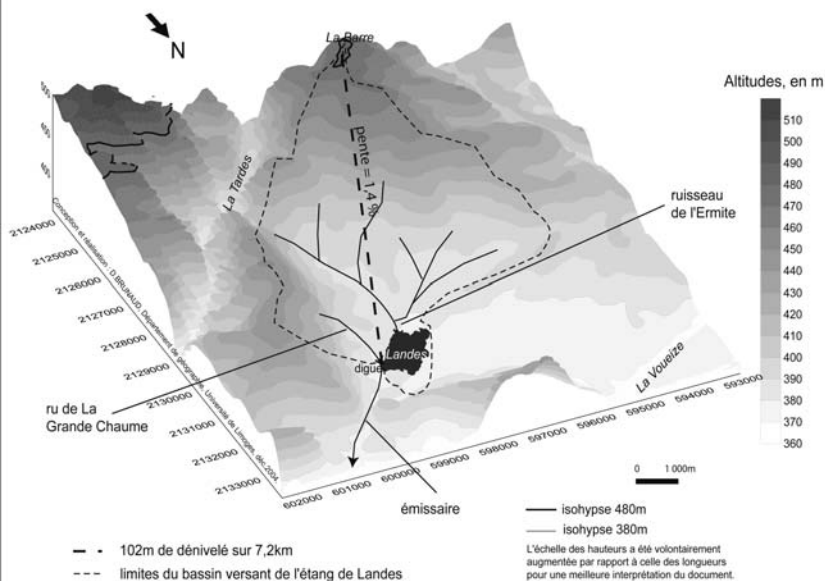 N
La Barre
Altitudes, en m
510
500
490
480
470
460
450
440
430
420
410
400
390
380
370
360
500
400
400
La Tardes
pente = 1,4 %
ruisseau
de l'Ermite
Landes
digue
La Voueize
ru de La
Grande Chaume
émissaire
Conception et réalisation : D.BRUNAUD, Département de géographie, Université de Limoges, déc.2004
2124000
2125000
2126000
2127000
2128000
2129000
2130000
2131000
2132000
2133000
602000
601000
600000
599000
598000
597000
596000
595000
594000
593000
0 1 000m
isohypse 480m
isohypse 380m
102m de dénivelé sur 7,2km
limites du bassin versant de l'étang de Landes
L'échelle des hauteurs a été volontairement
augmentée par rapport à celle des longueurs
pour une meilleure interprétation du document.